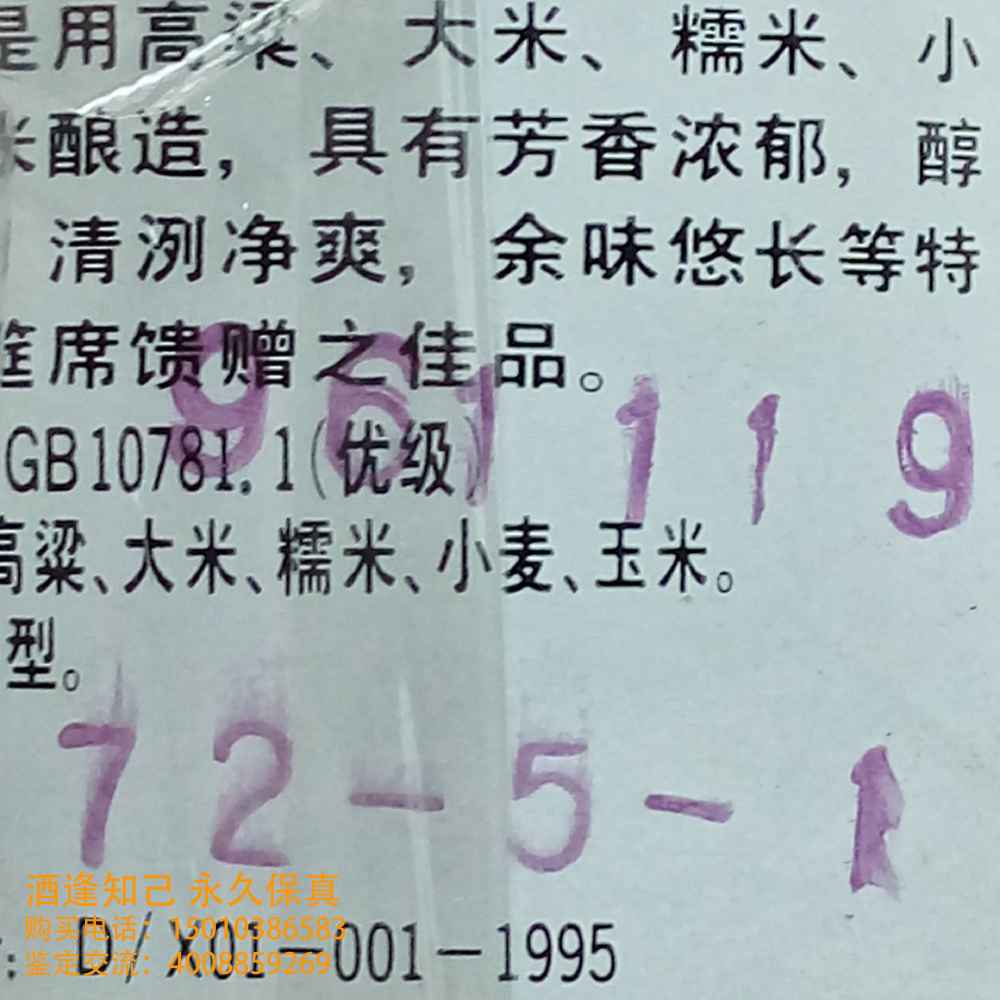 是用高粱、大米、糯米、小
米酿造，具有芳香浓郁，醇
清洌净爽，余味悠长等特
筵席馈赠之佳品。
961119
GB10781.1(优级)
高粱、大米、糯米、小麦、玉米。
型。
72-5-1
酒逢知己 永久保真
购买电话：15010386583
: D/X01-001-1995
鉴定交流：4008859269